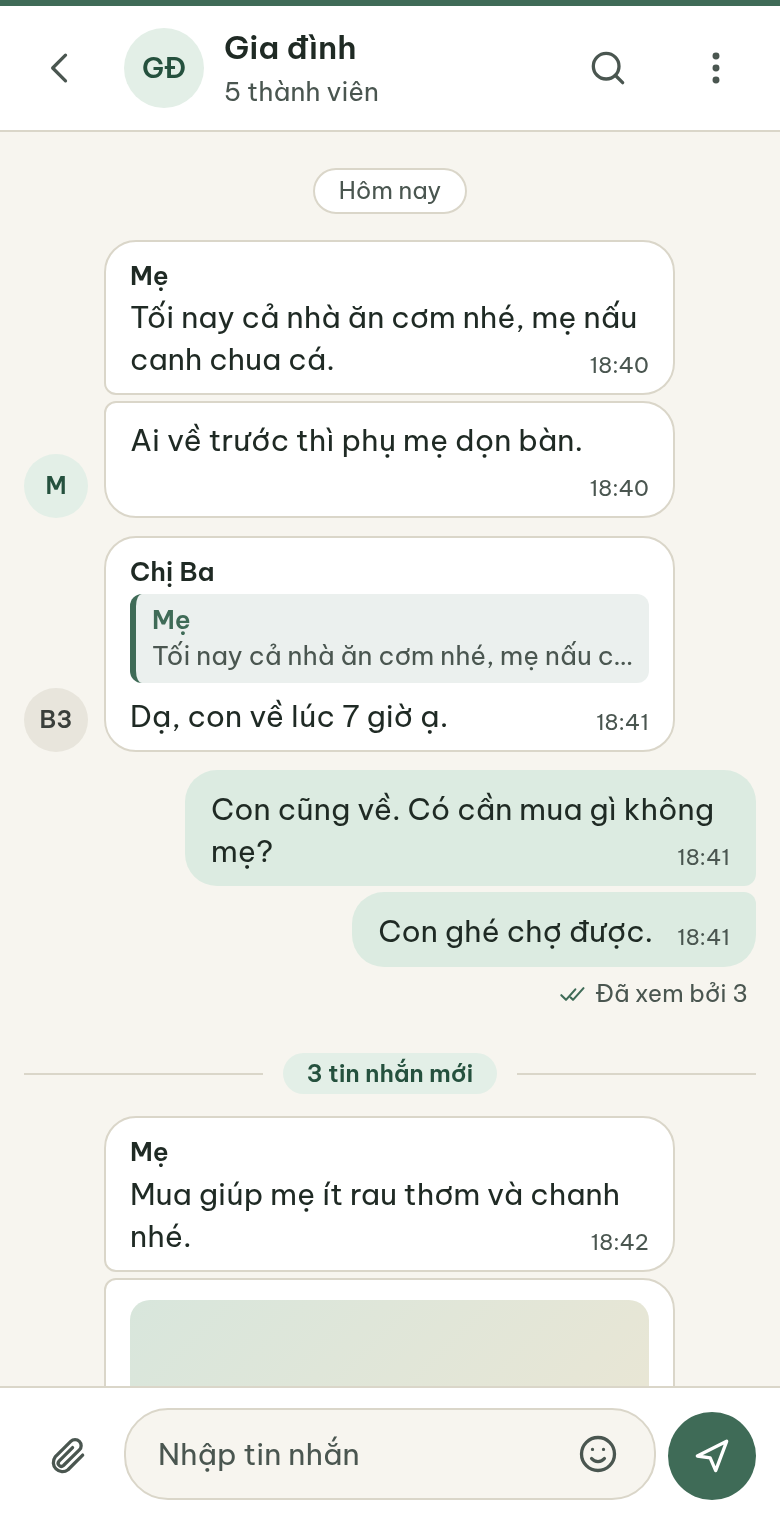 GĐ
Gia đình
5 thành viên
Hôm nay
Mẹ
Tối nay cả nhà ăn cơm nhé, mẹ nấu
canh chua cá.
18:40
Ai về trước thì phụ mẹ dọn bàn.
18:40
M
Chị Ba
Mẹ
Tối nay cả nhà ăn cơm nhé, mẹ nấu c...
Dạ, con về lúc 7 giờ ạ.
18:41
B3
Con cũng về. Có cần mua gì không
mẹ?
18:41
Con ghé chợ được.
18:41
Đã xem bởi 3
3 tin nhắn mới
Mẹ
Mua giúp mẹ ít rau thơm và chanh
nhé.
18:42
Nhập tin nhắn